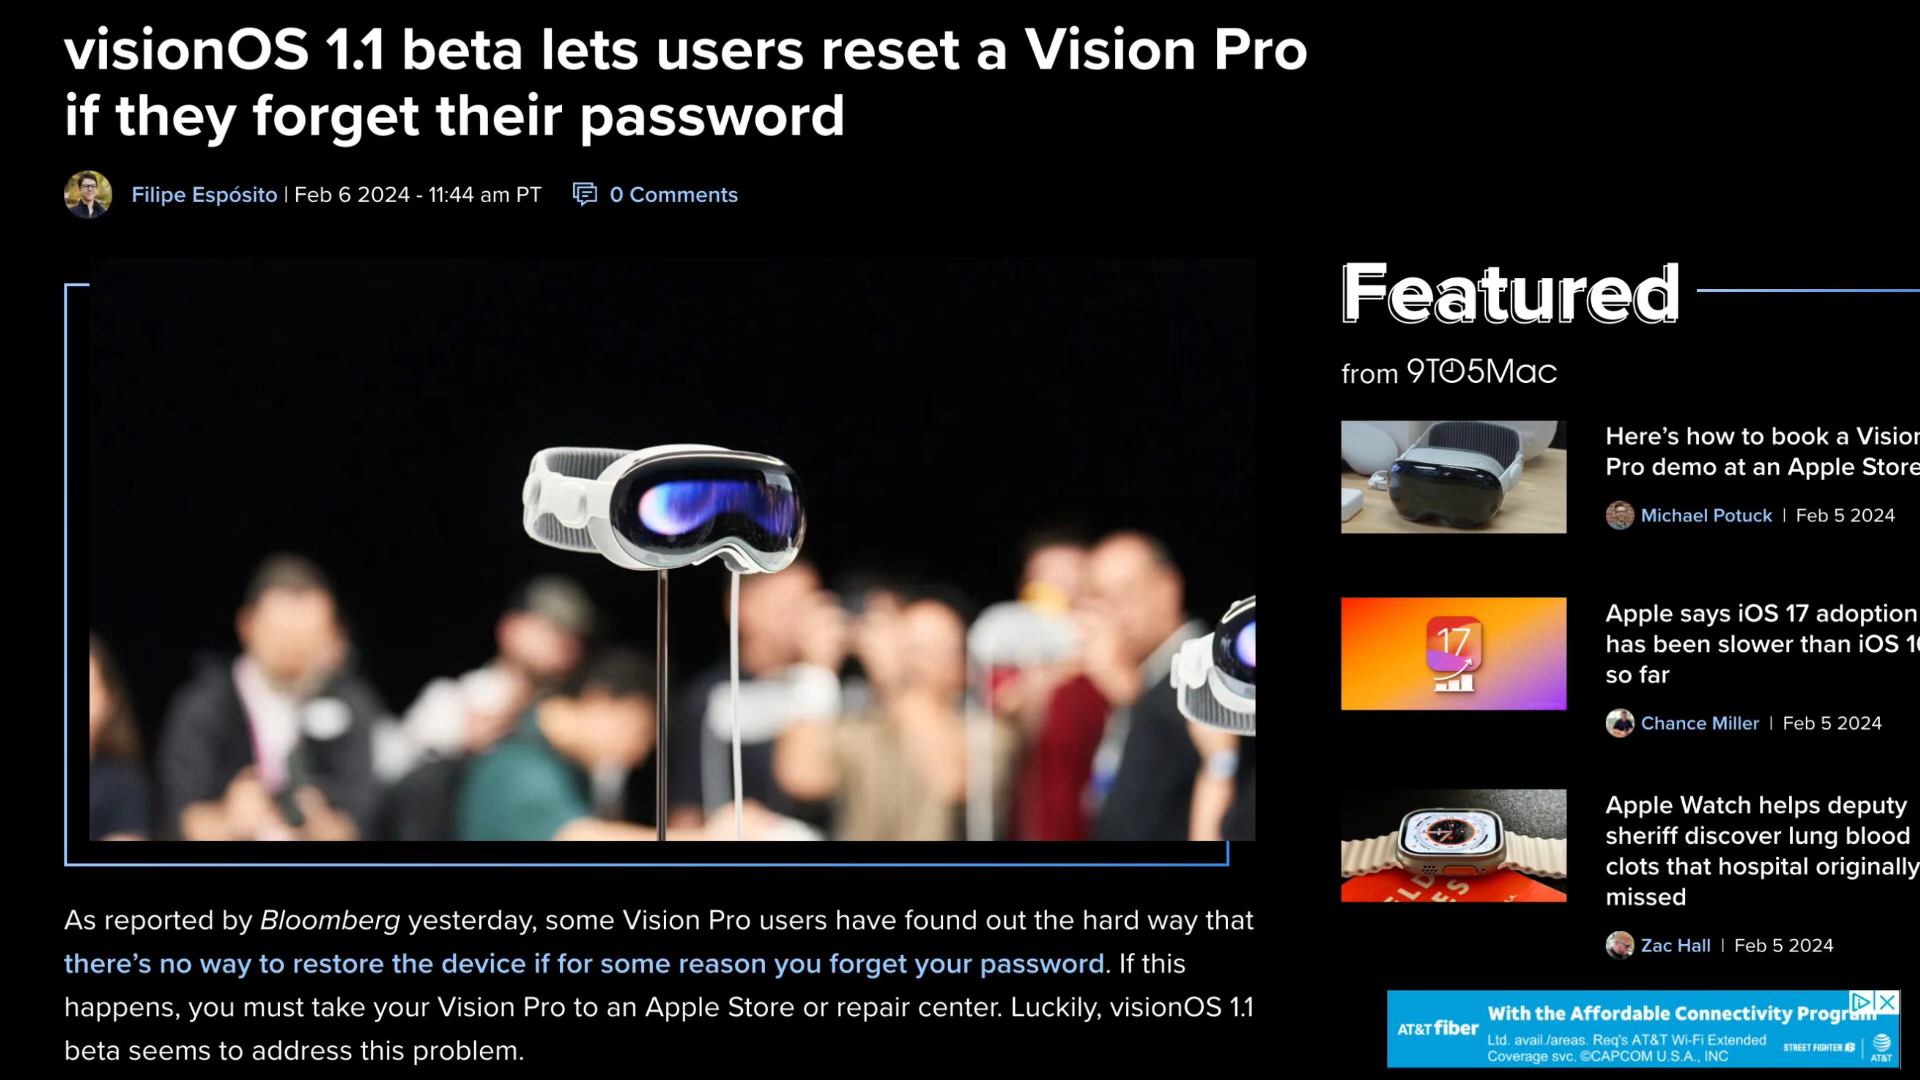 visionOS 1.1 beta lets users reset a Vision Pro
if they forget their password
Filipe Espósito | Feb 6 2024 - 11:44 am PT
0 Comments
Featured
from 9TO5Mac
Here’s how to book a Vision
Pro demo at an Apple Store
Michael Potuck | Feb 5 2024
17
Apple says iOS 17 adoption
has been slower than iOS 16
so far
Chance Miller | Feb 5 2024
Apple Watch helps deputy
sheriff discover lung blood
clots that hospital originally
missed
Zac Hall | Feb 5 2024
As reported by Bloomberg yesterday, some Vision Pro users have found out the hard way that
there’s no way to restore the device if for some reason you forget your password. If this
happens, you must take your Vision Pro to an Apple Store or repair center. Luckily, visionOS 1.1
beta seems to address this problem.
AT&T fiber
With the Affordable Connectivity Program
Ltd. avail./areas. Req's AT&T Wi-Fi Extended
Coverage svc. ©CAPCOM U.S.A., INC
STREET FIGHTER 6
AT&T